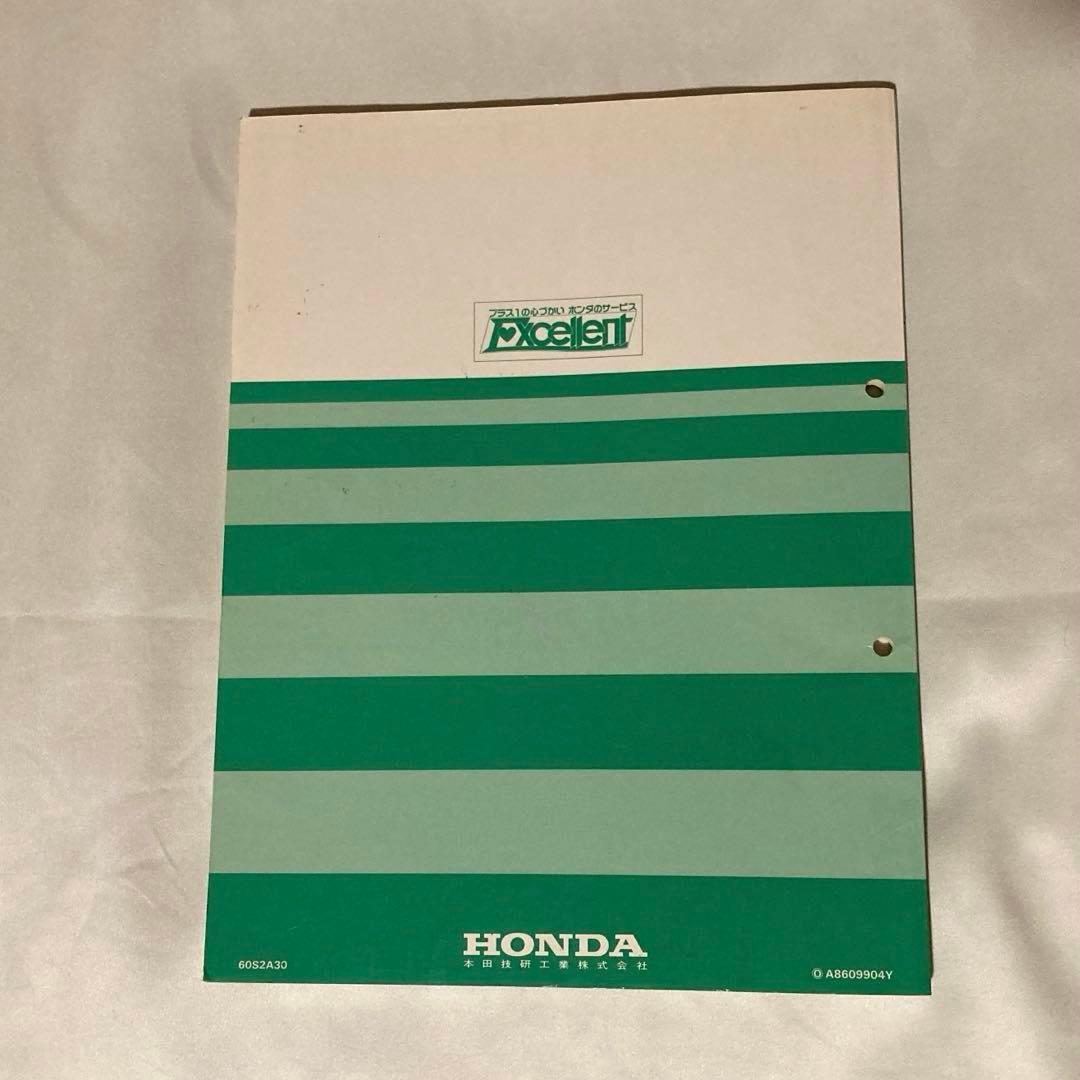 プラス1の心づかい ホンダのサービス
Excellent
HONDA
本田技研工業株式会社
60S2A30
Ⓞ A8609904Y